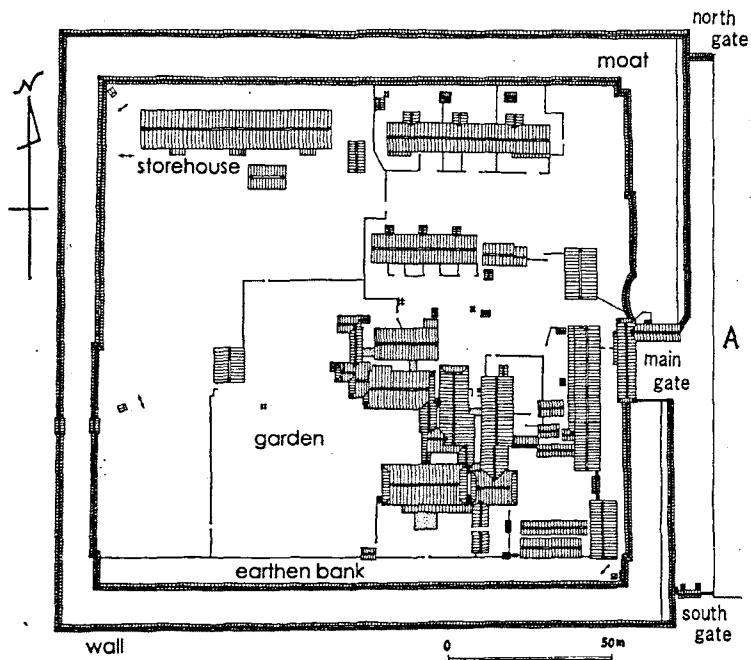 north
gate
moat
N
storehouse
main
gate
A
garden
earthen bank
south
gate
wall
0 50m